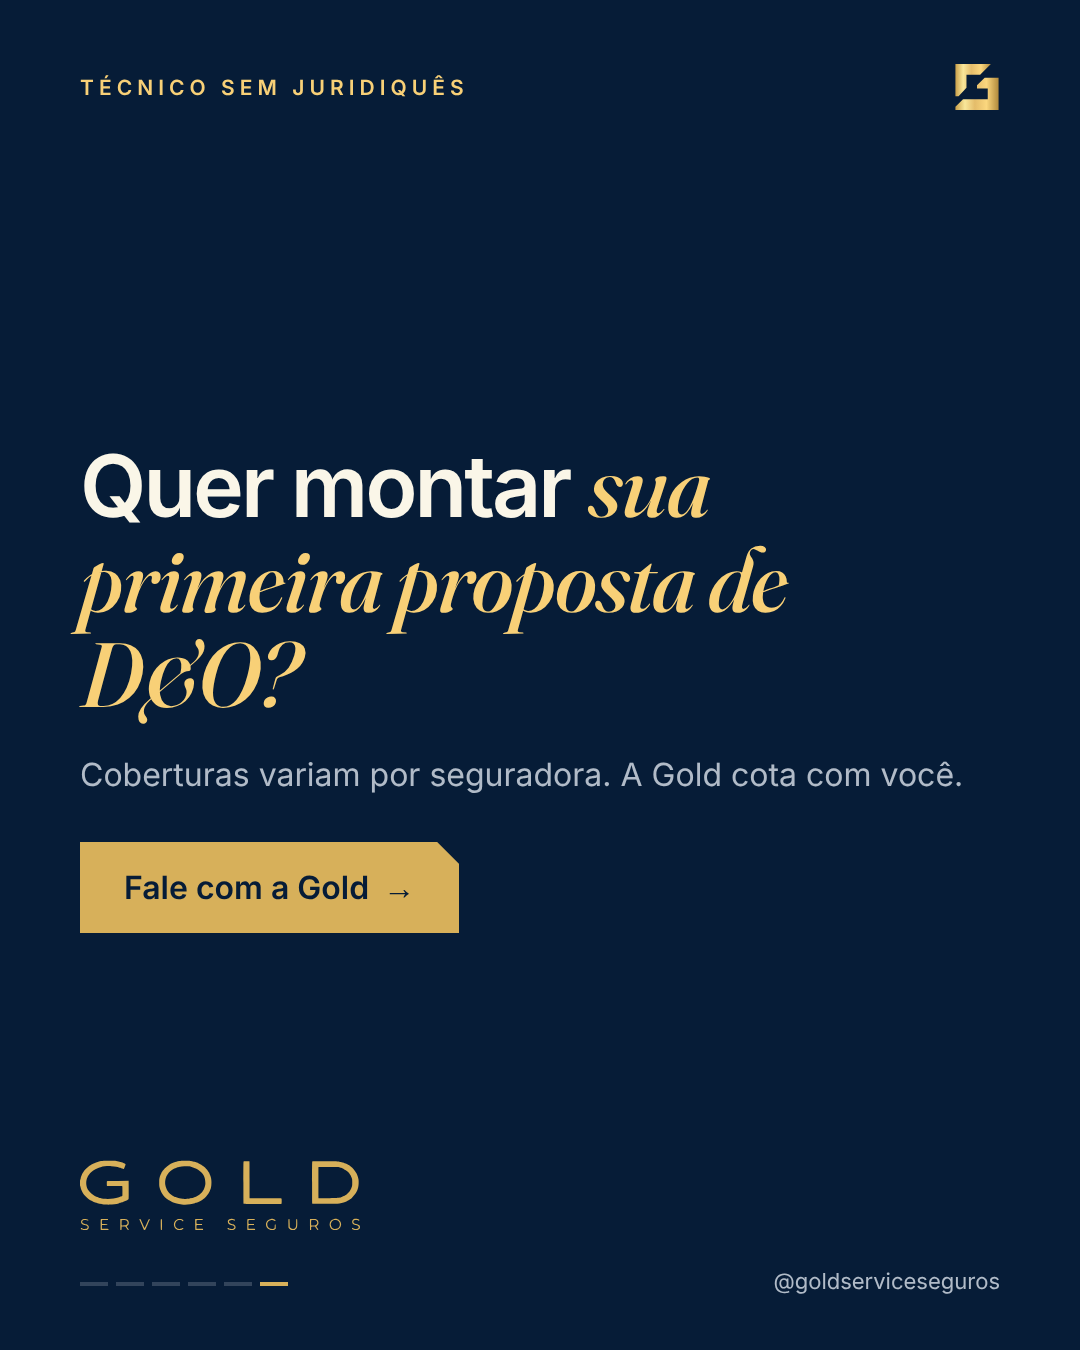 TÉCNICO SEM JURIDIQUÊS
Quer montar sua
primeira proposta de
D&O?
Coberturas variam por seguradora. A Gold cota com você.
Fale com a Gold →
GOLD
SERVICE SEGUROS
@goldserviceseguros